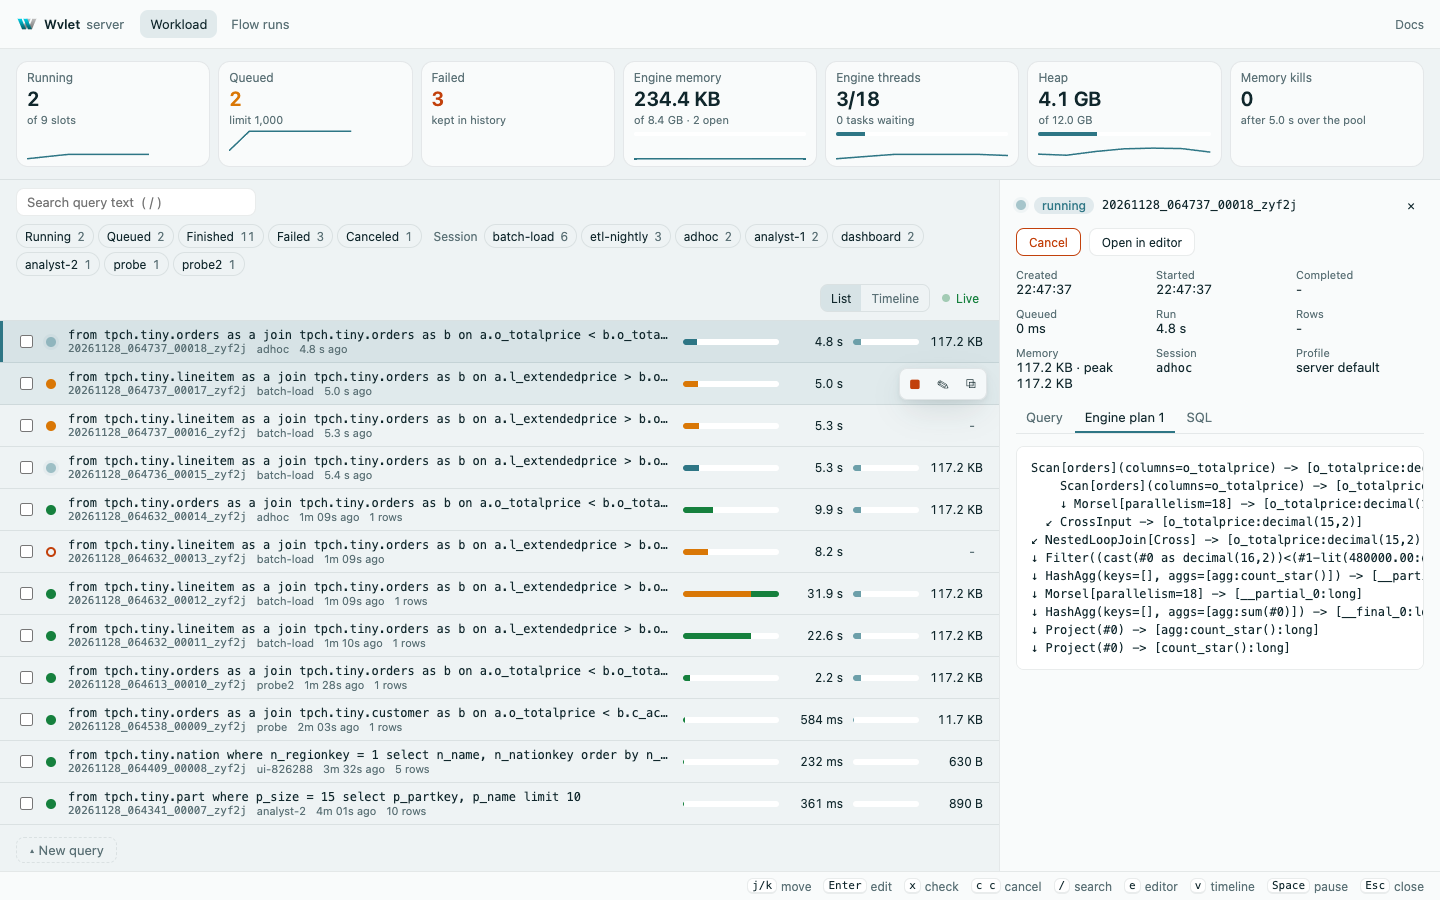 Wvlet server Workload Flow runs Docs
Running Queued Failed Engine memory Engine threads Heap Memory kills
2 2 3 234.4 KB 3/18 4.1 GB 0
of 9 slots limit 1,000 kept in history of 8.4 GB · 2 open 0 tasks waiting of 12.0 GB after 5.0 s over the pool
Search query text ( / )
Running 2 Queued 2 Finished 11 Failed 3 Canceled 1 Session batch-load 6 etl-nightly 3 adhoc 2 analyst-1 2 dashboard 2
analyst-2 1 probe 1 probe2 1
List Timeline Live
from tpch.tiny.orders as a join tpch.tiny.orders as b on a.o_totalprice < b.o_tota… 4.8 s 117.2 KB
20261128_064737_00018_zyf2j adhoc 4.8 s ago
from tpch.tiny.lineitem as a join tpch.tiny.lineitem as b on a.l_extendedprice > b.o… 5.0 s
20261128_064737_00017_zyf2j batch-load 5.0 s ago
from tpch.tiny.lineitem as a join tpch.tiny.lineitem as b on a.l_extendedprice > b.o… 5.3 s -
20261128_064737_00016_zyf2j batch-load 5.3 s ago
from tpch.tiny.lineitem as a join tpch.tiny.lineitem as b on a.l_extendedprice > b.o… 5.3 s 117.2 KB
20261128_064736_00015_zyf2j batch-load 5.4 s ago
from tpch.tiny.orders as a join tpch.tiny.orders as b on a.o_totalprice < b.o_tota… 9.9 s 117.2 KB
20261128_064632_00014_zyf2j adhoc 1m 09s ago 1 rows
from tpch.tiny.lineitem as a join tpch.tiny.lineitem as b on a.l_extendedprice > b.o… 8.2 s -
20261128_064632_00013_zyf2j batch-load 1m 09s ago
from tpch.tiny.lineitem as a join tpch.tiny.lineitem as b on a.l_extendedprice > b.o… 31.9 s 117.2 KB
20261128_064632_00012_zyf2j batch-load 1m 09s ago 1 rows
from tpch.tiny.lineitem as a join tpch.tiny.lineitem as b on a.l_extendedprice > b.o… 22.6 s 117.2 KB
20261128_064632_00011_zyf2j batch-load 1m 10s ago 1 rows
from tpch.tiny.orders as a join tpch.tiny.orders as b on a.o_totalprice < b.o_tota… 2.2 s 117.2 KB
20261128_064613_00010_zyf2j probe2 1m 28s ago 1 rows
from tpch.tiny.orders as a join tpch.tiny.customer as b on a.o_totalprice < b.c_ac… 584 ms 11.7 KB
20261128_064538_00009_zyf2j probe 2m 03s ago 1 rows
from tpch.tiny.nation where n_regionkey = 1 select n_name, n_nationkey order by n_… 232 ms 630 B
20261128_064409_00008_zyf2j ui-826288 3m 32s ago 5 rows
from tpch.tiny.part where p_size = 15 select p_partkey, p_name limit 10 361 ms 890 B
20261128_064341_00007_zyf2j analyst-2 4m 01s ago 10 rows
New query
running 20261128_064737_00018_zyf2j ×
Cancel Open in editor
Created Started Completed
22:47:37 22:47:37 -
Queued Run Rows
0 ms 4.8 s -
Memory Session Profile
117.2 KB · peak adhoc server default
117.2 KB
Query Engine plan 1 SQL
Scan[orders](columns=o_totalprice) -> [o_totalprice:de
Scan[orders](columns=o_totalprice) -> [o_totalprice
↓ Morsel[parallelism=18] -> [o_totalprice:decimal(
↙ CrossInput -> [o_totalprice:decimal(15,2)]
↙ NestedLoopJoin[Cross] -> [o_totalprice:decimal(15,2)
↓ Filter((cast(#0 as decimal(16,2))<(#1-lit(480000.00:
↓ HashAgg(keys=[], aggs=[agg:count_star()]) -> [__part
↓ Morsel[parallelism=18] -> [__partial_0:long]
↓ HashAgg(keys=[], aggs=[agg:sum(#0)]) -> [__final_0:l
↓ Project(#0) -> [agg:count_star():long]
↓ Project(#0) -> [count_star():long]
j/k move Enter edit x check c c cancel / search e editor v timeline Space pause Esc close